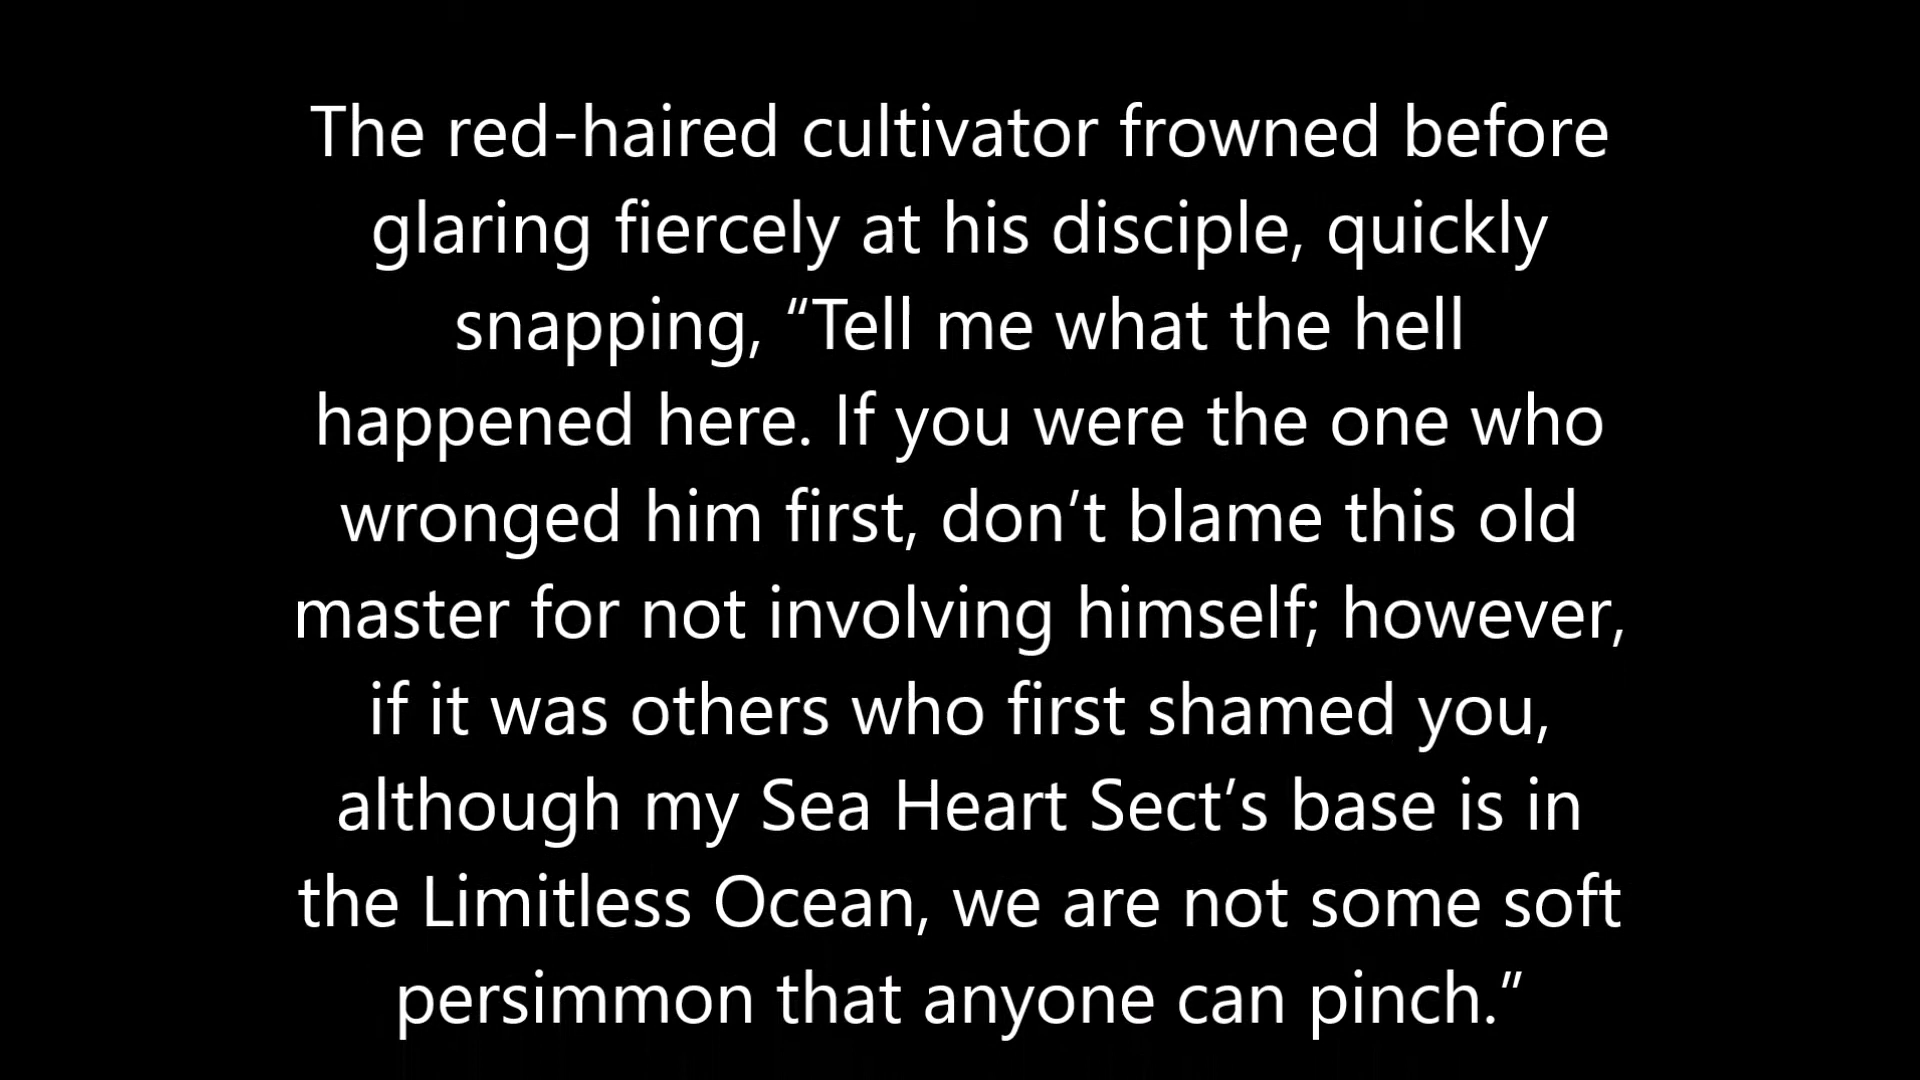 The red-haired cultivator frowned before
glaring fiercely at his disciple, quickly
snapping, “Tell me what the hell
happened here. If you were the one who
wronged him first, don’t blame this old
master for not involving himself; however,
if it was others who first shamed you,
although my Sea Heart Sect’s base is in
the Limitless Ocean, we are not some soft
persimmon that anyone can pinch.”